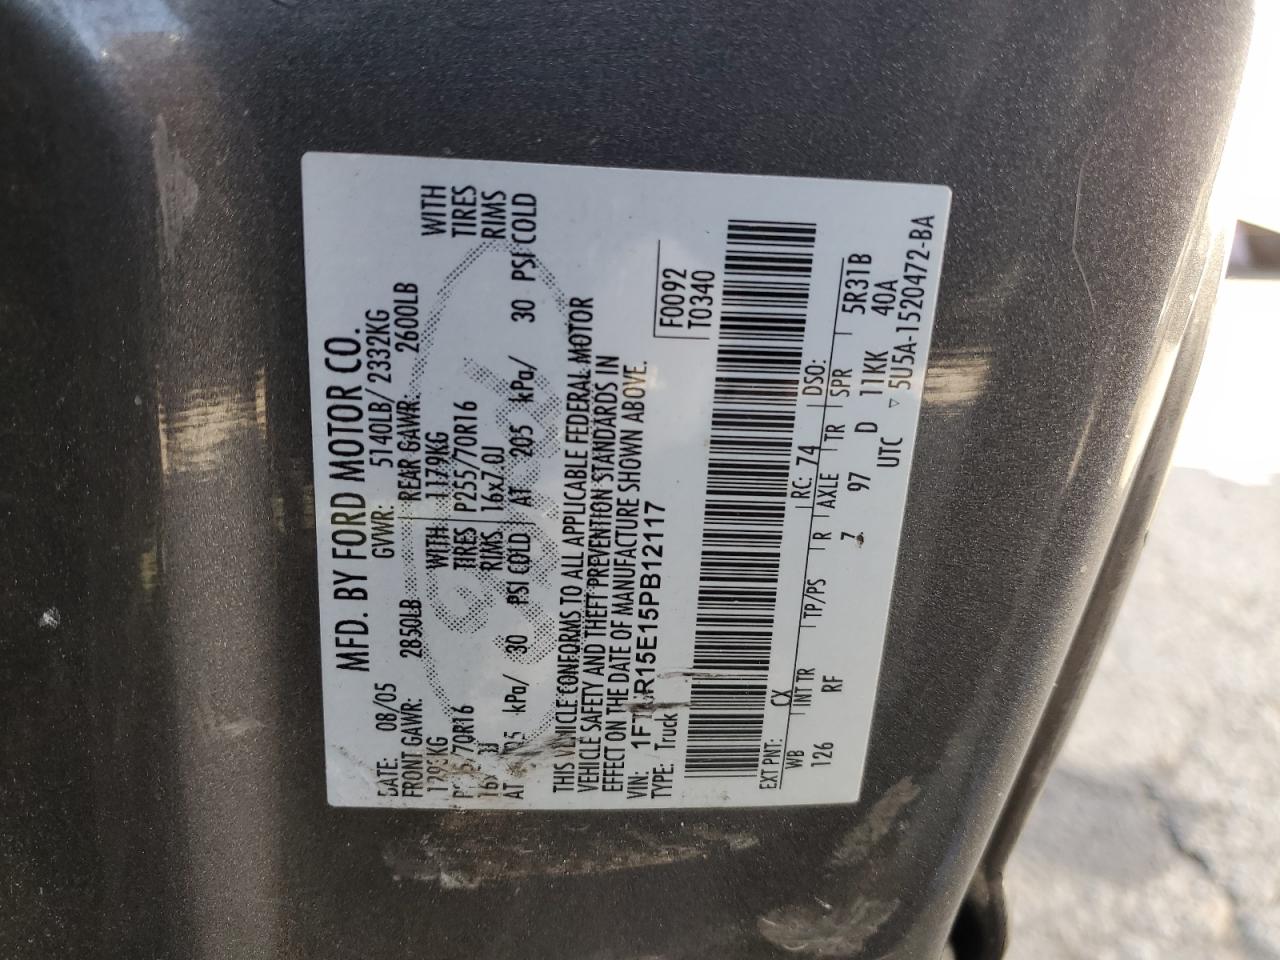 MFD. BY FORD MOTOR CO.
DATE: 08/05 GVWR: 5140LB/ 2332KG
FRONT GAWR: 2850LB REAR GAWR: 2600LB
WITH 1179KG WITH
TIRES P255/70R16 TIRES
RIMS 16x7.0J RIMS
AT kPa/ 30 PSI COLD AT 205 kPa/ 30 PSI COLD
THIS VEHICLE CONFORMS TO ALL APPLICABLE FEDERAL MOTOR
VEHICLE SAFETY AND THEFT PREVENTION STANDARDS IN
EFFECT ON THE DATE OF MANUFACTURE SHOWN ABOVE.
VIN:
TYPE: Truck
F0092
T0340
EXT PNT: CX RC: 74 DSO:
WB INT TR TP/PS R AXLE TR SPR 5R31B
126 RF 7 97 D 11KK 40A
UTC ▿ 5U5A-1520472-BA